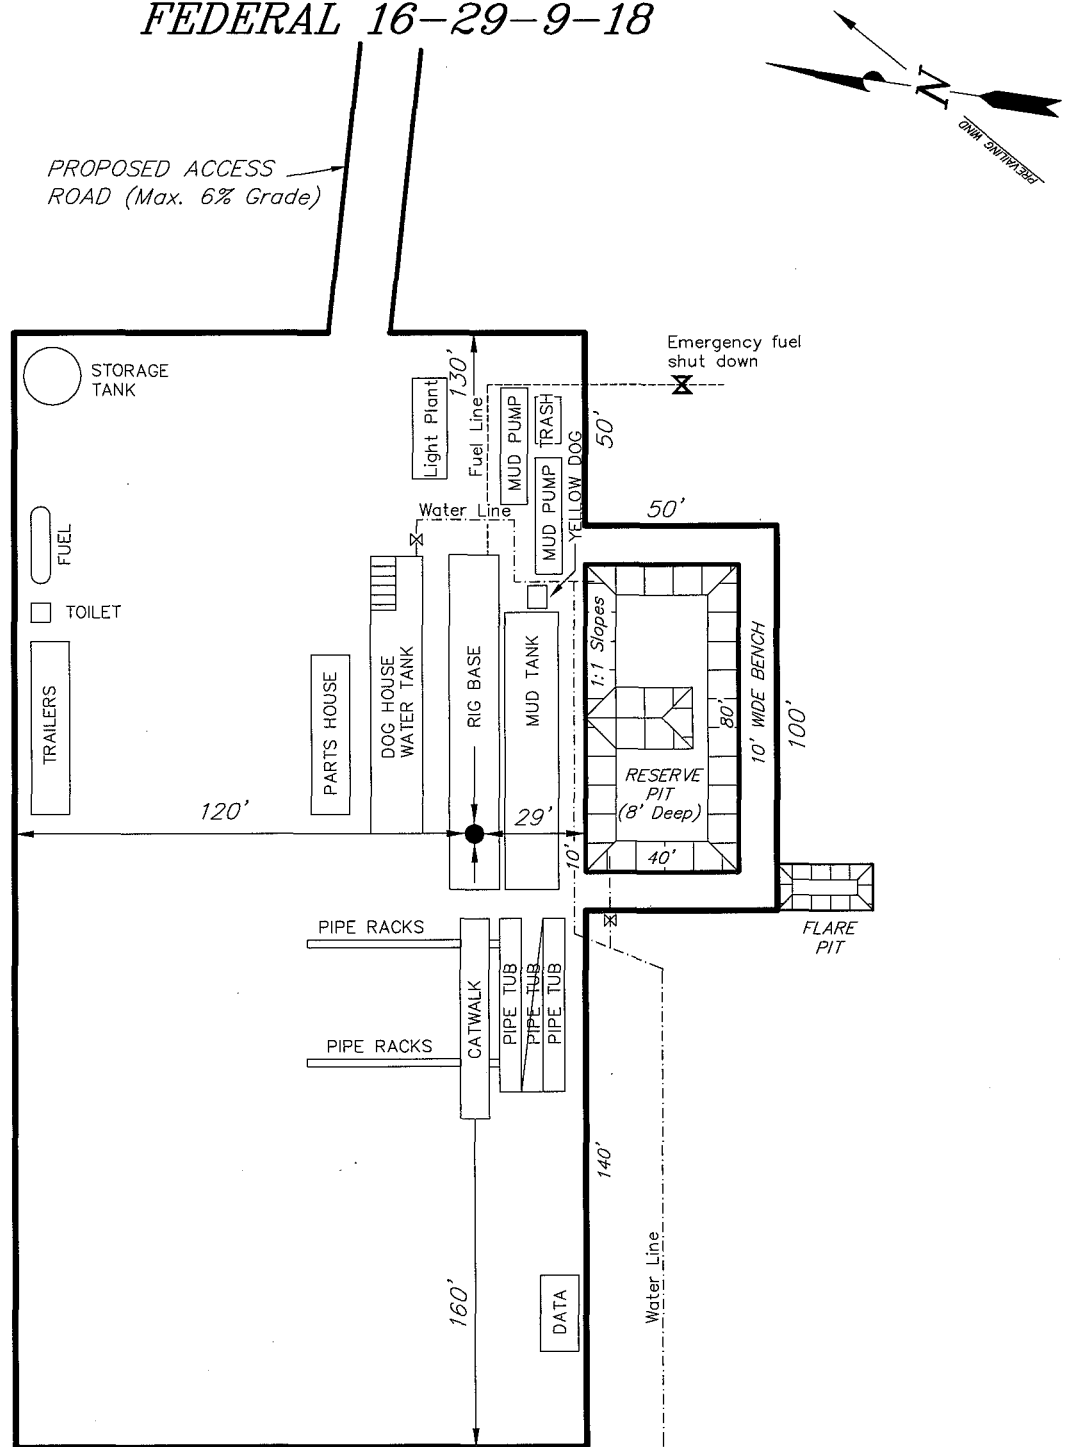 FEDERAL 16-29-9-18
N
PREVAILING WIND
PROPOSED ACCESS
ROAD (Max. 6% Grade)
STORAGE
TANK
Light Plant
130'
Fuel Line
MUD PUMP
TRASH
50'
Emergency fuel
shut down
MUD PUMP
YELLOW DOG
Water Line
50'
FUEL
TOILET
TRAILERS
PARTS HOUSE
DOG HOUSE
WATER TANK
RIG BASE
MUD TANK
1:1 Slopes
RESERVE
PIT
(8' Deep)
80'
10' WIDE BENCH
100'
120'
29'
10'
40'
FLARE
PIT
PIPE RACKS
PIPE RACKS
CATWALK
PIPE TUB
PIPE TUB
PIPE TUB
140'
160'
DATA
Water Line